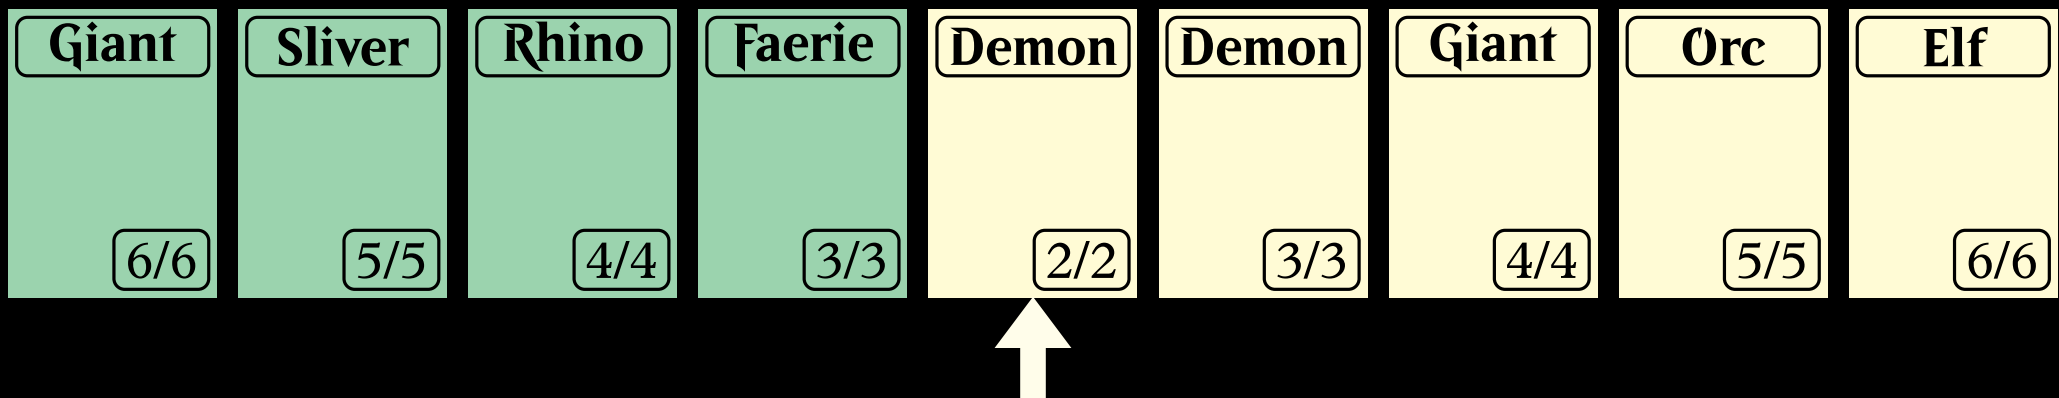 Giant Sliver Rhino Faerie Demon Demon Giant Orc Elf
6/6 5/5 4/4 3/3 2/2 3/3 4/4 5/5 6/6